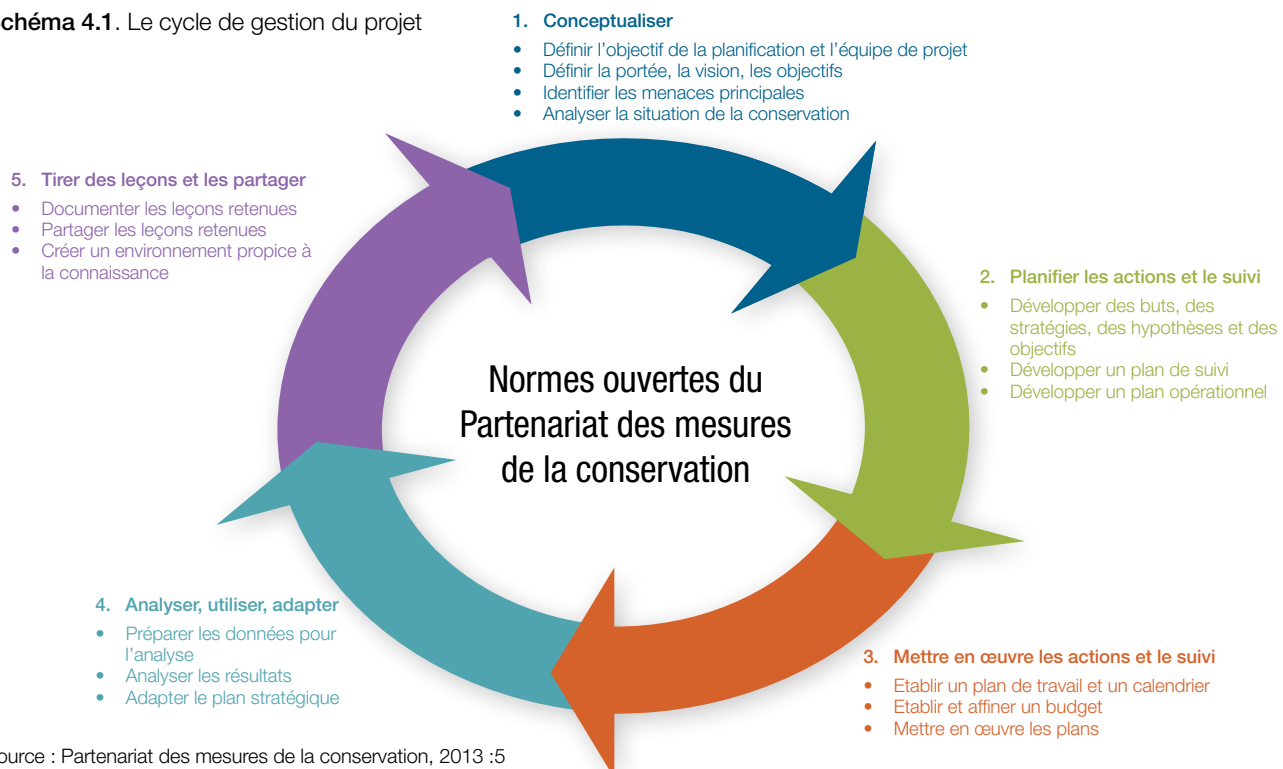 chéma 4.1. Le cycle de gestion du projet
1. Conceptualiser
• Définir l'objectif de la planification et l'équipe de projet
• Définir la portée, la vision, les objectifs
• Identifier les menaces principales
• Analyser la situation de la conservation
5. Tirer des leçons et les partager
• Documenter les leçons retenues
• Partager les leçons retenues
• Créer un environnement propice à
la connaissance
2. Planifier les actions et le suivi
• Développer des buts, des
stratégies, des hypothèses et des
objectifs
• Développer un plan de suivi
• Développer un plan opérationnel
Normes ouvertes du
Partenariat des mesures
de la conservation
4. Analyser, utiliser, adapter
• Préparer les données pour
l'analyse
• Analyser les résultats
• Adapter le plan stratégique
3. Mettre en œuvre les actions et le suivi
• Etablir un plan de travail et un calendrier
• Etablir et affiner un budget
• Mettre en œuvre les plans
ource : Partenariat des mesures de la conservation, 2013 :5